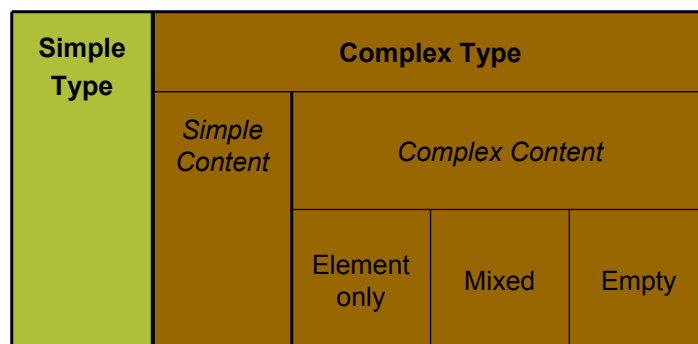 Simple
Type
Complex Type
Simple
Content
Complex Content
Element
only
Mixed
Empty